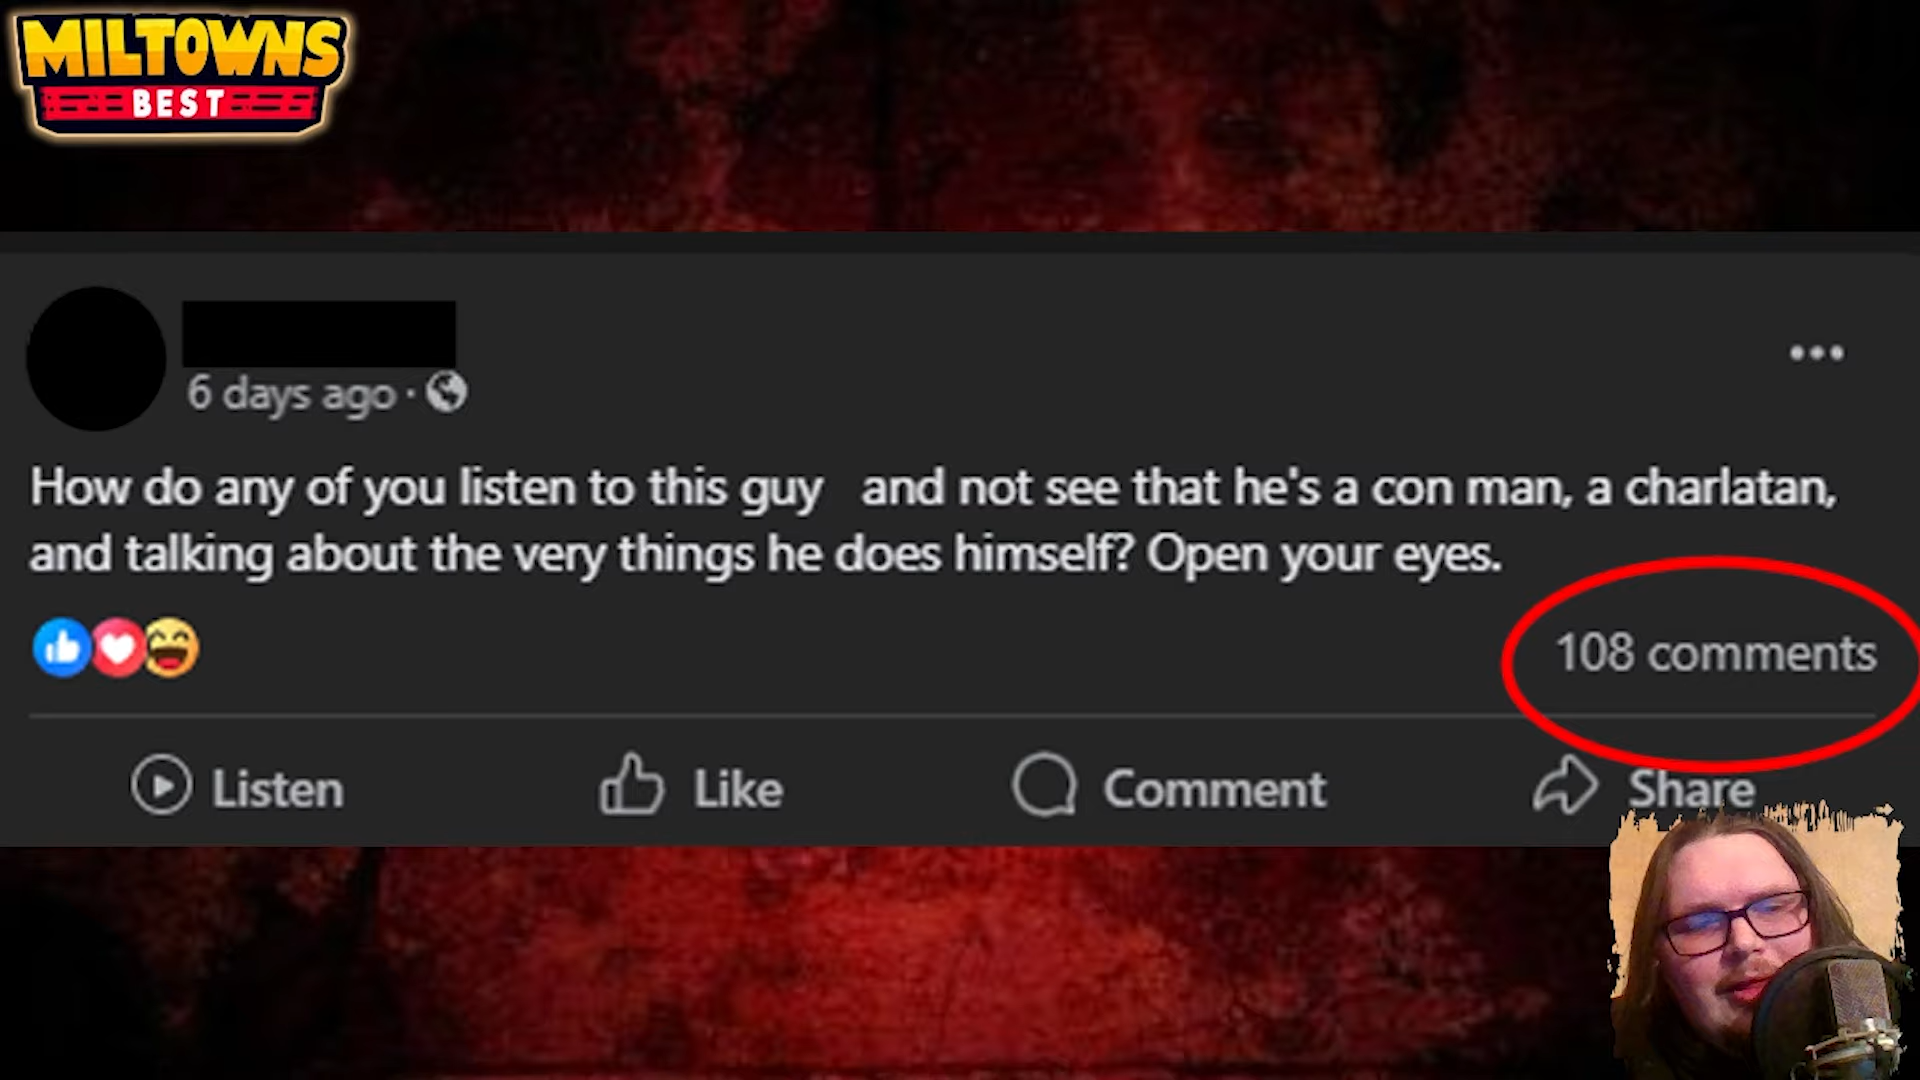 MILTOWNS
BEST
6 days ago ·
How do any of you listen to this guy and not see that he's a con man, a charlatan,
and talking about the very things he does himself? Open your eyes.
108 comments
Listen Like Comment Share